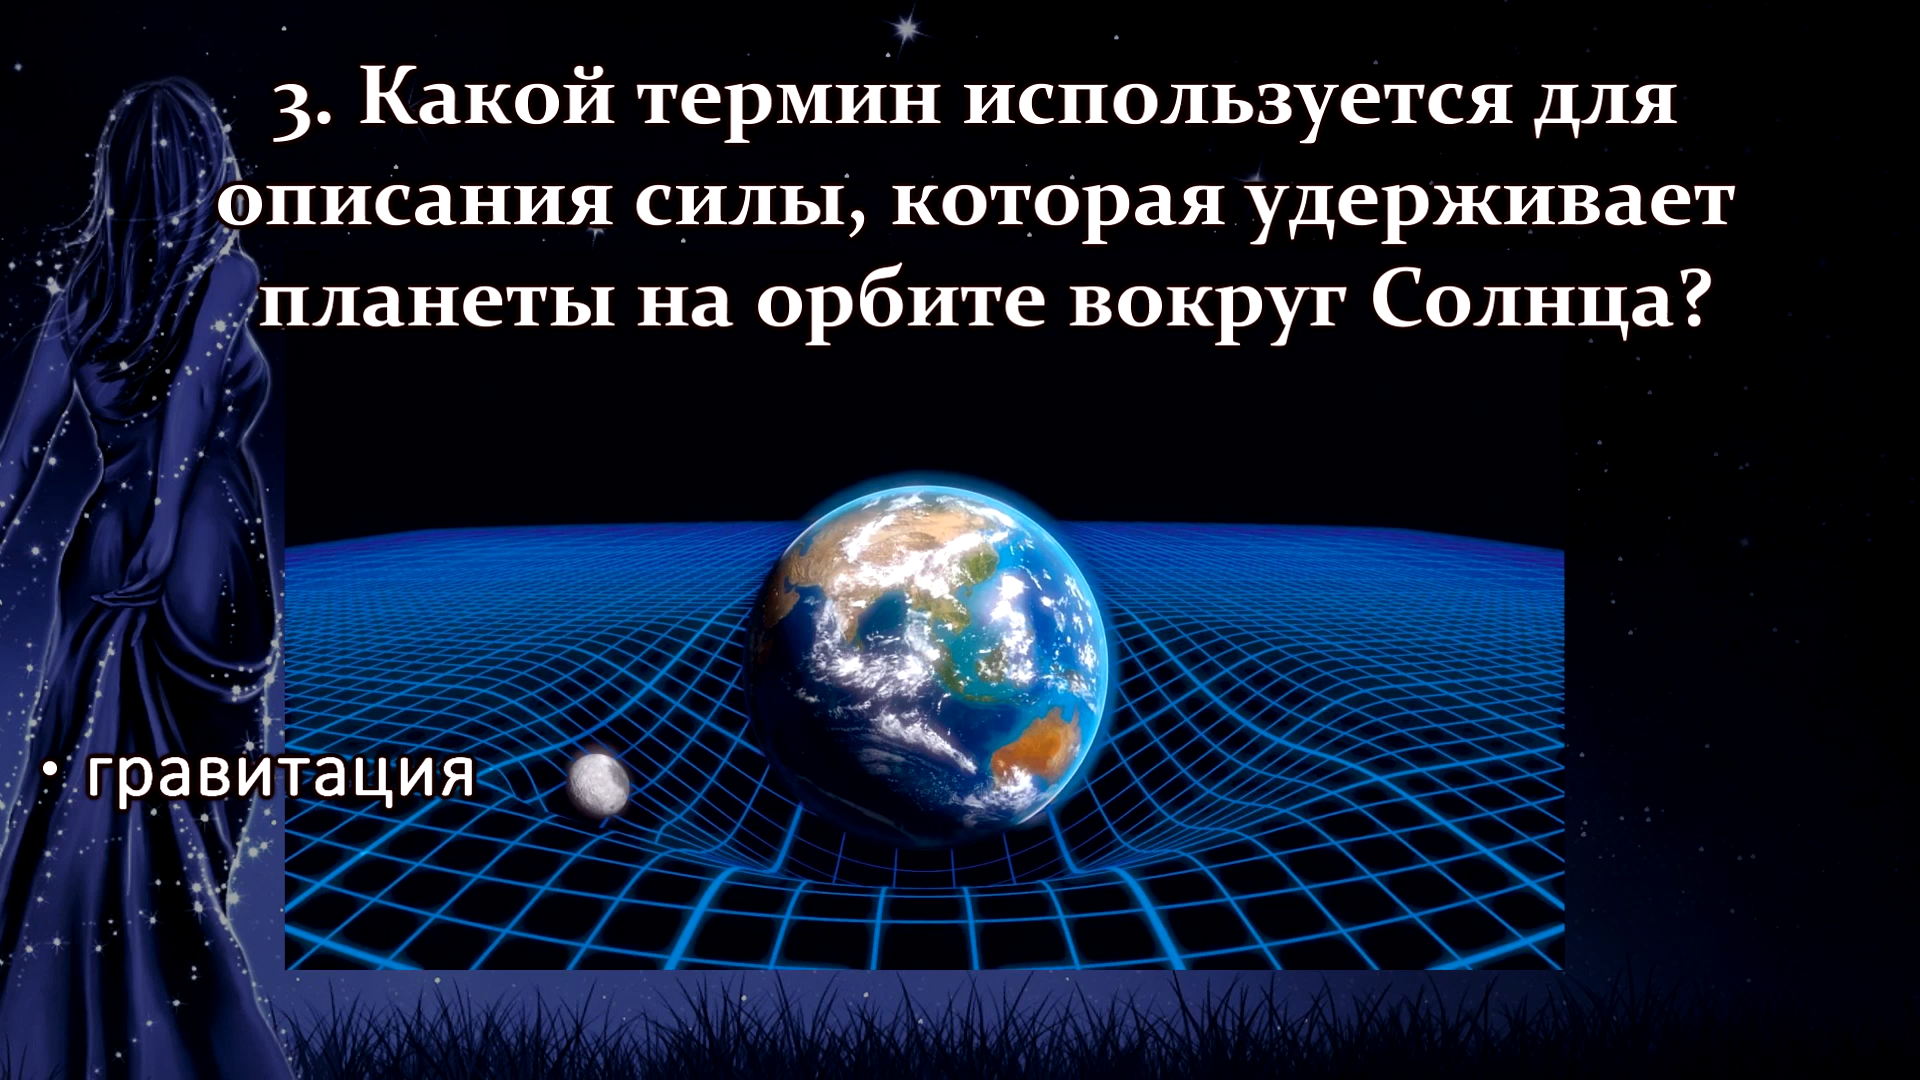 3. Какой термин используется для
описания силы, которая удерживает
планеты на орбите вокруг Солнца?
• гравитация